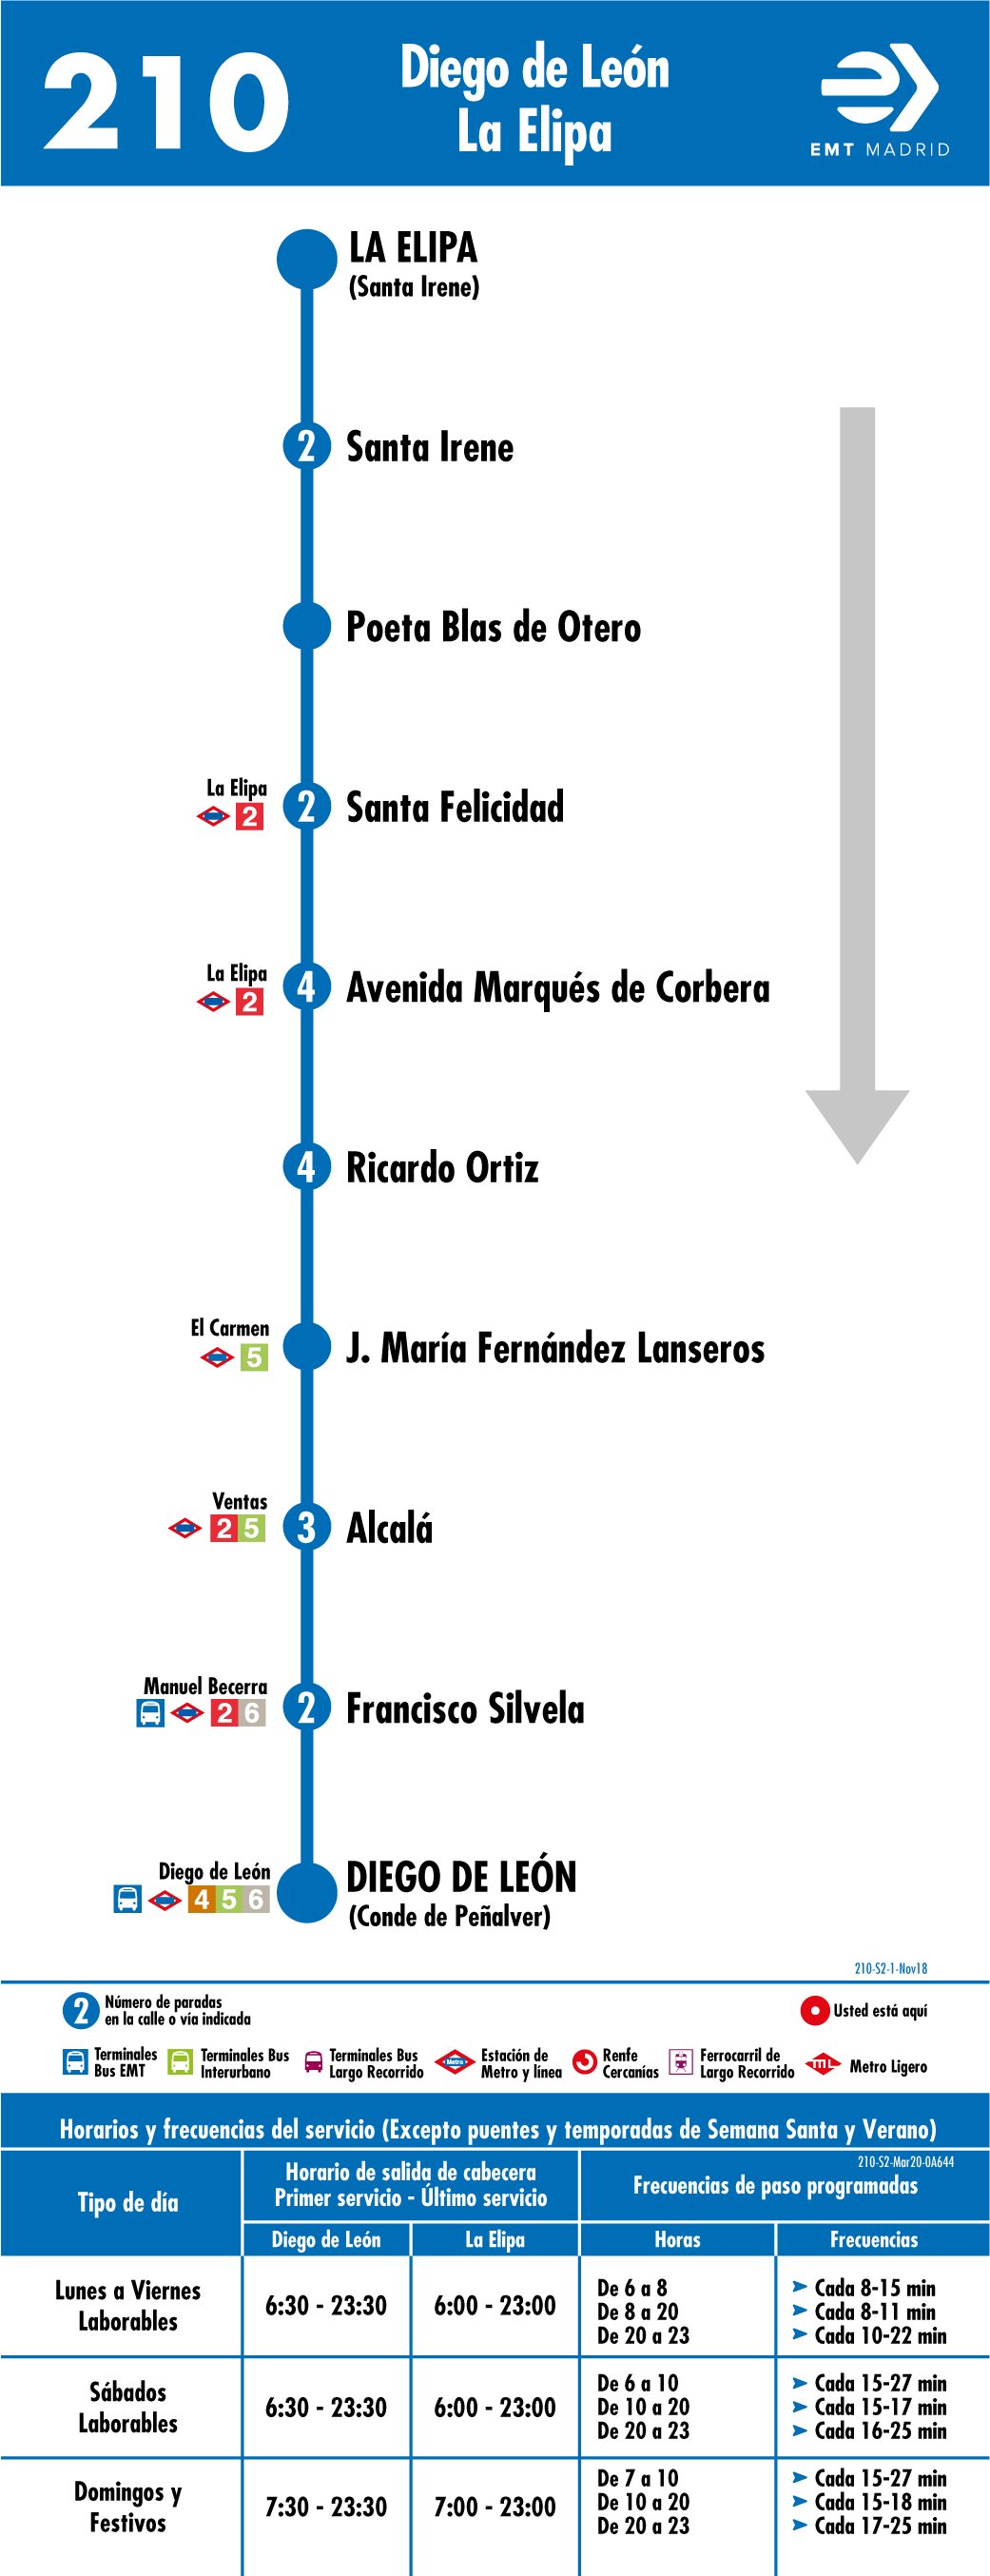 210
Diego de León
La Elipa
EMT MADRID
LA ELIPA
(Santa Irene)
2 Santa Irene
Poeta Blas de Otero
La Elipa
2
2 Santa Felicidad
La Elipa
2
4 Avenida Marqués de Corbera
4 Ricardo Ortiz
El Carmen
5
J. María Fernández Lanseros
Ventas
2 5
3 Alcalá
Manuel Becerra
2 6
2 Francisco Silvela
Diego de León
4 5 6
DIEGO DE LEÓN
(Conde de Peñalver)
210-S2-1-Nov18
2 Número de paradas
en la calle o vía indicada
Usted está aquí
Terminales
Bus EMT
Terminales Bus
Interurbano
Terminales Bus
Largo Recorrido
Metro
Estación de
Metro y línea
Renfe
Cercanías
Ferrocarril de
Largo Recorrido
ML
Metro Ligero
Horarios y frecuencias del servicio (Excepto puentes y temporadas de Semana Santa y Verano)
210-S2-Mar20-0A644
Tipo de día
Horario de salida de cabecera
Primer servicio - Último servicio
Frecuencias de paso programadas
Diego de León La Elipa Horas Frecuencias
Lunes a Viernes
Laborables
6:30 - 23:30 6:00 - 23:00
De 6 a 8 Cada 8-15 min
De 8 a 20 Cada 8-11 min
De 20 a 23 Cada 10-22 min
Sábados
Laborables
6:30 - 23:30 6:00 - 23:00
De 6 a 10 Cada 15-27 min
De 10 a 20 Cada 15-17 min
De 20 a 23 Cada 16-25 min
Domingos y
Festivos
7:30 - 23:30 7:00 - 23:00
De 7 a 10 Cada 15-27 min
De 10 a 20 Cada 15-18 min
De 20 a 23 Cada 17-25 min